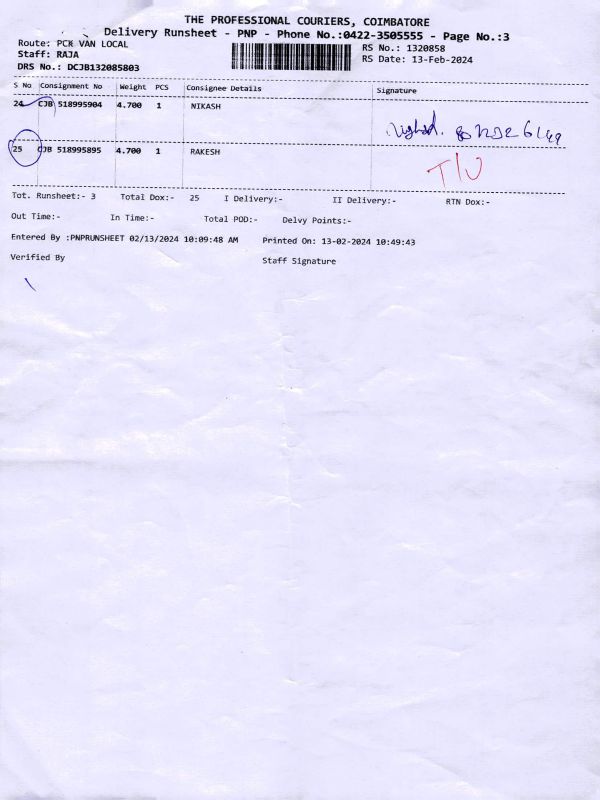 THE PROFESSIONAL COURIERS, COIMBATORE
Delivery Runsheet - PNP - Phone No.:0422-3505555 - Page No.:3
Route: PCK VAN LOCAL
RS No.: 1320858
Staff: RAJA
RS Date: 13-Feb-2024
DRS No.: DCJB132085803
S No Consignment No Weight PCS Consignee Details Signature
24 CJB 518995904 4.700 1 NIKASH
25 CJB 518995895 4.700 1 RAKESH
T/U
Tot. Runsheet:- 3 Total Dox:- 25 I Delivery:- II Delivery:- RTN Dox:-
Out Time:- In Time:- Total POD:- Delvy Points:-
Entered By :PNPRUNSHEET 02/13/2024 10:09:48 AM Printed On: 13-02-2024 10:49:43
Verified By Staff Signature